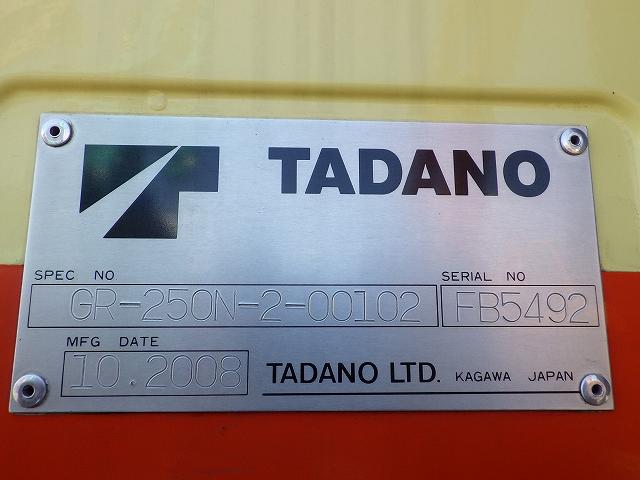 TADANO
SPEC NO
GR-250N-2-00102
SERIAL NO
FB5492
MFG DATE
10.2008
TADANO LTD. KAGAWA JAPAN